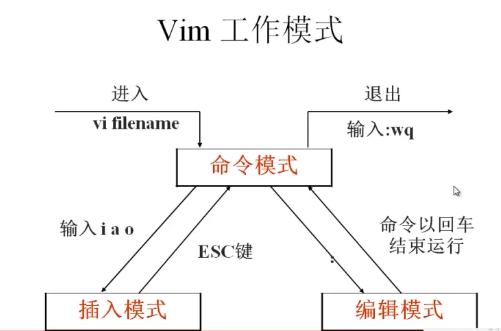 Vim 工作模式
进入
vi filename
退出
输入:wq
命令模式
输入 i a o
ESC键
:
命令以回车
结束运行
插入模式
编辑模式